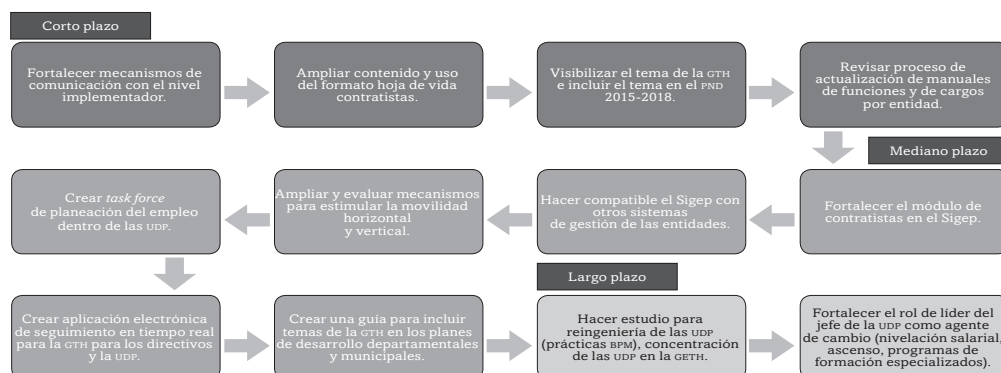 Corto plazo
Fortalecer mecanismos de
comunicación con el nivel
implementador.
Ampliar contenido y uso
del formato hoja de vida
contratistas.
Visibilizar el tema de la GTH
e incluir el tema en el PND
2015-2018.
Revisar proceso de
actualización de manuales
de funciones y de cargos
por entidad.
Mediano plazo
Fortalecer el módulo de
contratistas en el Sigep.
Hacer compatible el Sigep con
otros sistemas
de gestión de las entidades.
Ampliar y evaluar mecanismos
para estimular la movilidad
horizontal
y vertical.
Crear task force
de planeación del empleo
dentro de las UDP.
Crear aplicación electrónica
de seguimiento en tiempo real
para la GTH para los directivos
y la UDP.
Crear una guía para incluir
temas de la GTH en los planes
de desarrollo departamentales
y municipales.
Largo plazo
Hacer estudio para
reingeniería de las UDP
(prácticas BPM), concentración
de las UDP en la GETH.
Fortalecer el rol de líder del
jefe de la UDP como agente
de cambio (nivelación salarial,
ascenso, programas de
formación especializados).